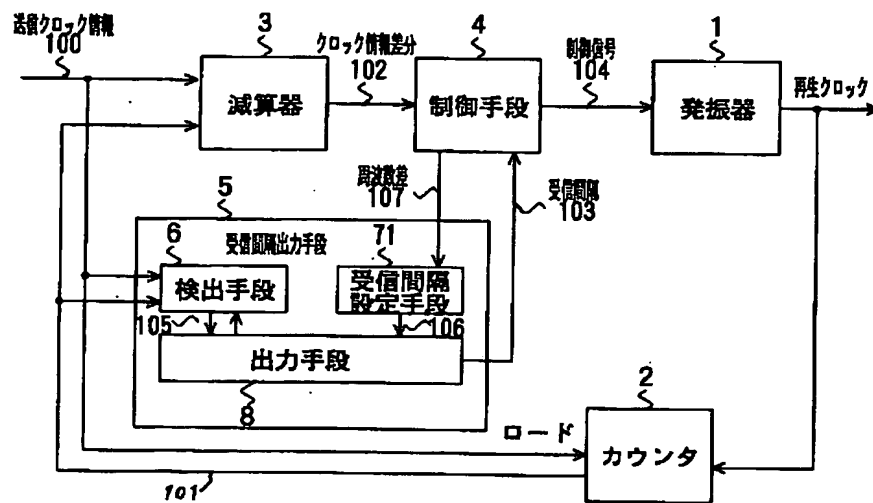 送信クロック情報
100
3
減算器
クロック情報差分
102
4
制御手段
制御信号
104
1
発振器
再生クロック
周波数差
107
受信間隔
103
5
受信間隔出力手段
6
検出手段
71
受信間隔
設定手段
105
106
出力手段
8
ロード
2
カウンタ
101